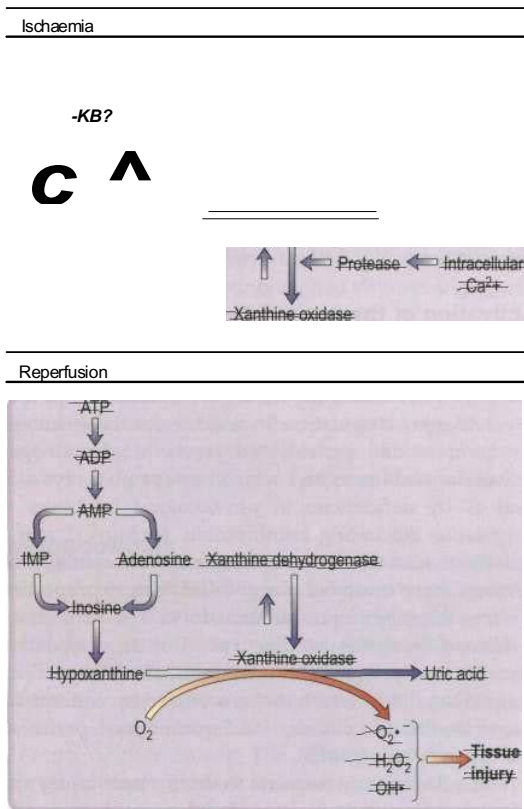 Ischaemia
-KB?
C ^
Protease Intracellular
Ca2+
Xanthine oxidase
Reperfusion
ATP
ADP
AMP
IMP Adenosine Xanthine dehydrogenase
Inosine
Xanthine oxidase
Hypoxanthine Uric acid
O2 O2•
H2O2 Tissue
OH• injury